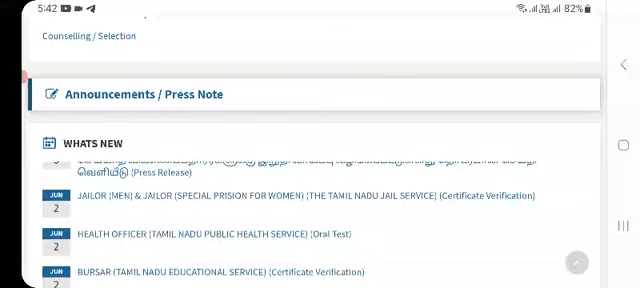 5:42
82%
Counselling / Selection
Announcements / Press Note
WHATS NEW
வெளியீடு (Press Release)
JUN
2
JAILOR (MEN) & JAILOR (SPECIAL PRISION FOR WOMEN) (THE TAMIL NADU JAIL SERVICE) (Certificate Verification)
JUN
2
HEALTH OFFICER (TAMIL NADU PUBLIC HEALTH SERVICE) (Oral Test)
JUN
2
BURSAR (TAMIL NADU EDUCATIONAL SERVICE) (Certificate Verification)